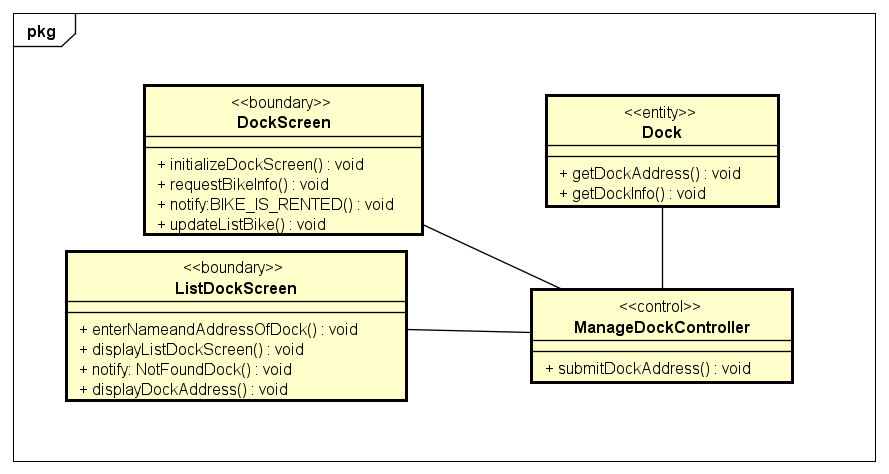 pkg
<<boundary>>
DockScreen
+ initializeDockScreen() : void
+ requestBikeInfo() : void
+ notify:BIKE_IS_RENTED() : void
+ updateListBike() : void
<<entity>>
Dock
+ getDockAddress() : void
+ getDockInfo() : void
<<boundary>>
ListDockScreen
+ enterNameandAddressOfDock() : void
+ displayListDockScreen() : void
+ notify: NotFoundDock() : void
+ displayDockAddress() : void
<<control>>
ManageDockController
+ submitDockAddress() : void